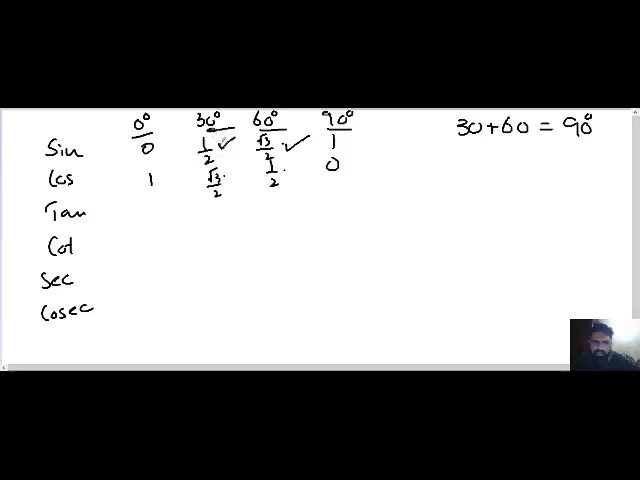 0° 30° 60° 90° 30+60 = 90°
Sin 0 1/2 ✓ √3/2 ✓ 1
Cos 1 √3/2 1/2 0
Tan
Cot
Sec
Cosec